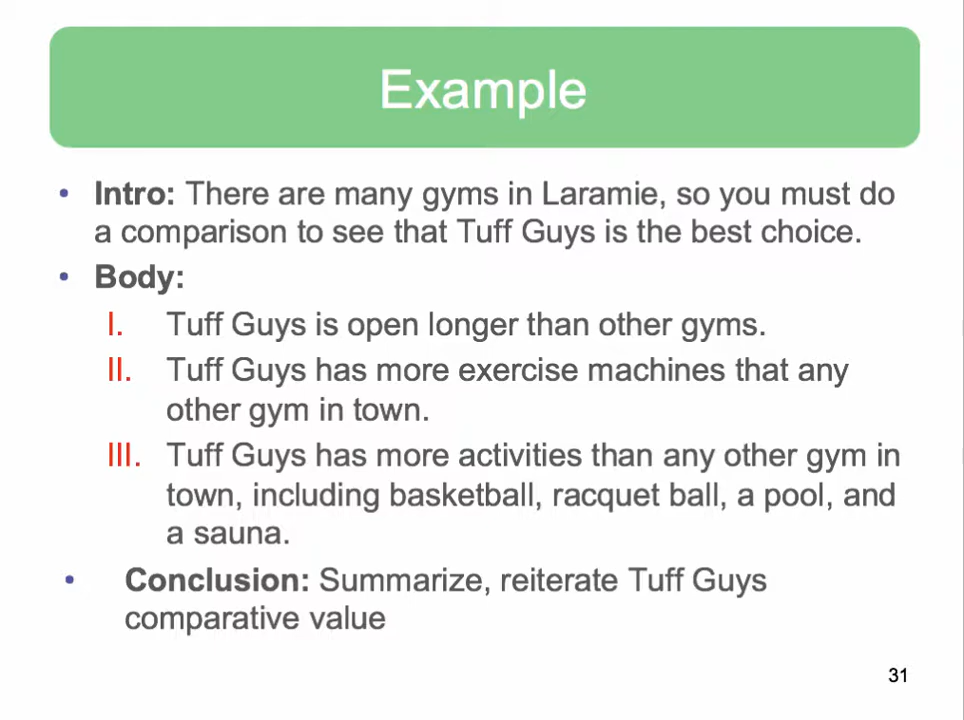 Example
• Intro: There are many gyms in Laramie, so you must do
a comparison to see that Tuff Guys is the best choice.
• Body:
I. Tuff Guys is open longer than other gyms.
II. Tuff Guys has more exercise machines that any
other gym in town.
III. Tuff Guys has more activities than any other gym in
town, including basketball, racquet ball, a pool, and
a sauna.
• Conclusion: Summarize, reiterate Tuff Guys
comparative value
31